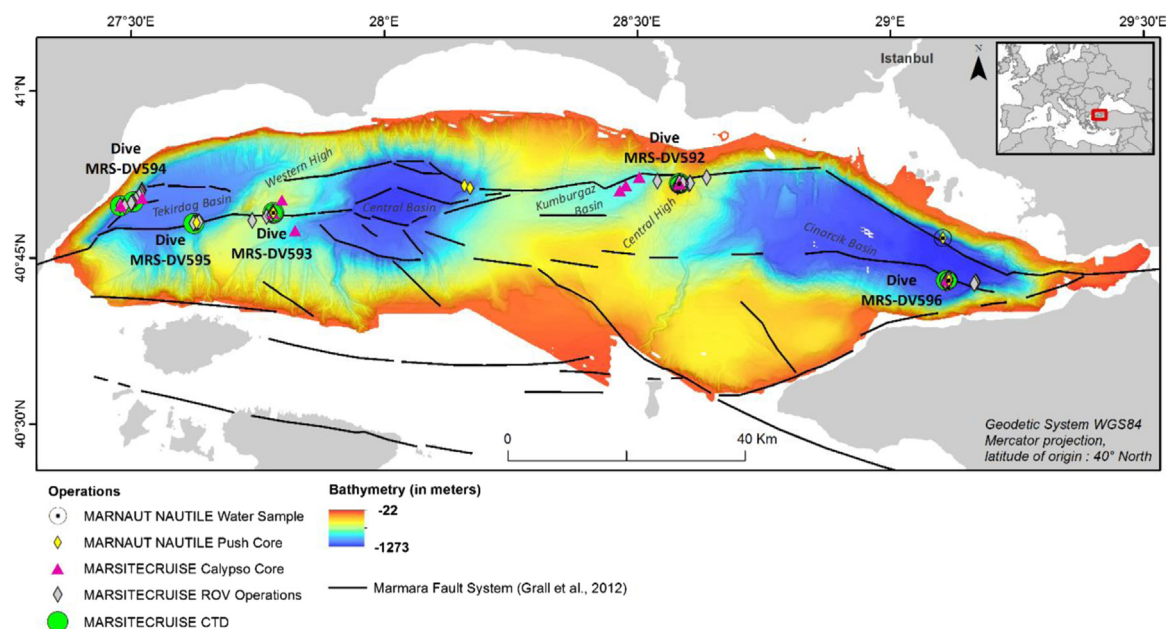 27°30'E 28°E 28°30'E 29°E 29°30'E
41°N
40°45'N
40°30'N
Istanbul
N
Dive
MRS-DV594
Western High
Tekirdag Basin
Dive
MRS-DV595
Dive
MRS-DV593
Central Basin
Kumburgaz
Basin
Dive
MRS-DV592
Central High
Cinarcik Basin
Dive
MRS-DV596
0 40 Km
Geodetic System WGS84
Mercator projection,
latitude of origin : 40° North
Operations
MARNAUT NAUTILE Water Sample
MARNAUT NAUTILE Push Core
MARSITECRUISE Calypso Core
MARSITECRUISE ROV Operations
MARSITECRUISE CTD
Bathymetry (in meters)
-22
-1273
Marmara Fault System (Grall et al., 2012)